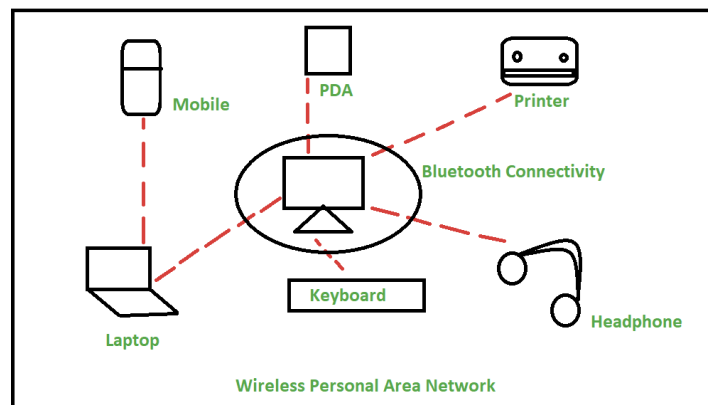 PDA
Printer
Mobile
Bluetooth Connectivity
Keyboard
Headphone
Laptop
Wireless Personal Area Network